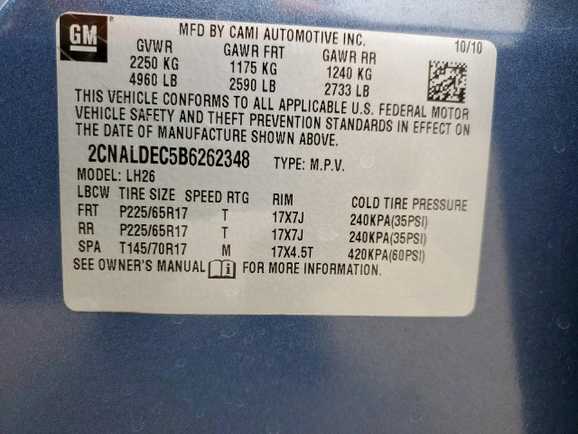 GM
MFD BY CAMI AUTOMOTIVE INC.
10/10
GVWR GAWR FRT GAWR RR
2250 KG 1175 KG 1240 KG
4960 LB 2590 LB 2733 LB
THIS VEHICLE CONFORMS TO ALL APPLICABLE U.S. FEDERAL MOTOR
VEHICLE SAFETY AND THEFT PREVENTION STANDARDS IN EFFECT ON
THE DATE OF MANUFACTURE SHOWN ABOVE.
2CNALDEC5B6262348 TYPE: M.P.V.
MODEL: LH26
LBCW TIRE SIZE SPEED RTG RIM COLD TIRE PRESSURE
FRT P225/65R17 T 17X7J 240KPA(35PSI)
RR P225/65R17 T 17X7J 240KPA(35PSI)
SPA T145/70R17 M 17X4.5T 420KPA(60PSI)
SEE OWNER'S MANUAL i FOR MORE INFORMATION.